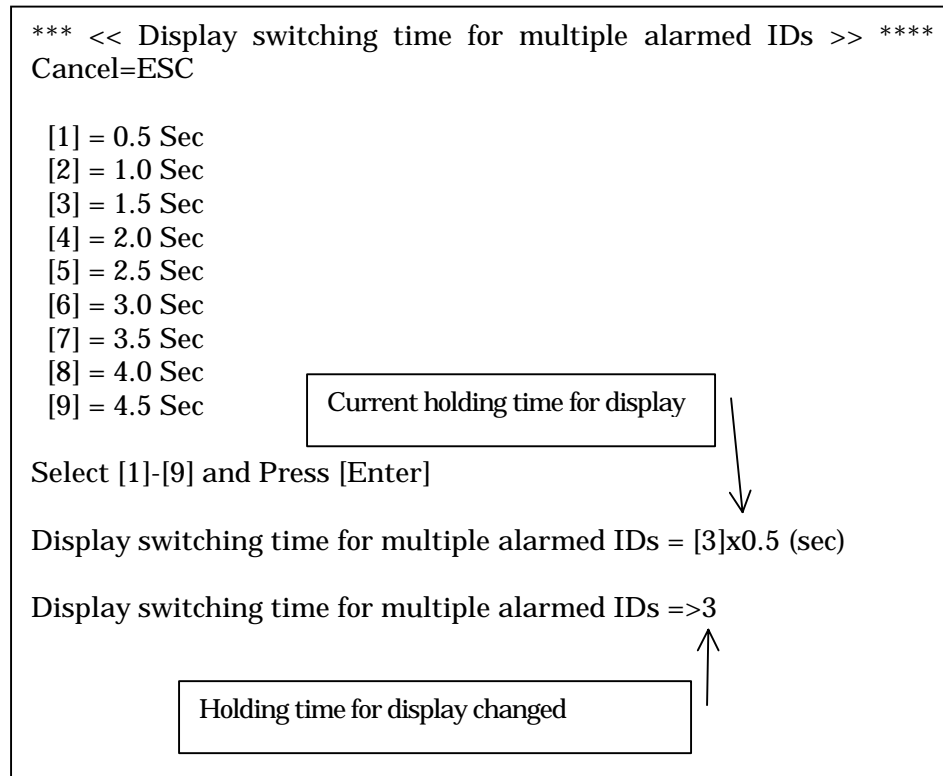 *** << Display switching time for multiple alarmed IDs >> ****
Cancel=ESC
[1] = 0.5 Sec
[2] = 1.0 Sec
[3] = 1.5 Sec
[4] = 2.0 Sec
[5] = 2.5 Sec
[6] = 3.0 Sec
[7] = 3.5 Sec
[8] = 4.0 Sec
[9] = 4.5 Sec
Current holding time for display
Select [1]-[9] and Press [Enter]
Display switching time for multiple alarmed IDs = [3]x0.5 (sec)
Display switching time for multiple alarmed IDs =>3
Holding time for display changed